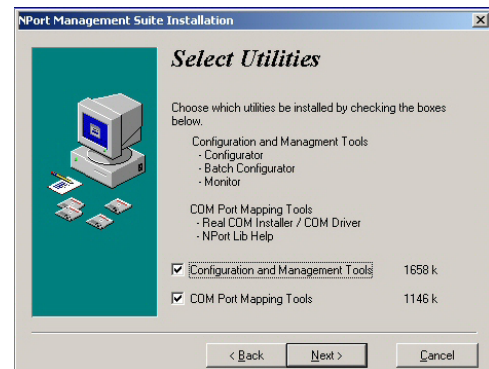 NPort Management Suite Installation
Select Utilities
Choose which utilities be installed by checking the boxes
below.
Configuration and Managment Tools
- Configurator
- Batch Configurator
- Monitor
COM Port Mapping Tools
- Real COM Installer / COM Driver
- NPort Lib Help
Configuration and Management Tools 1658 k
COM Port Mapping Tools 1146 k
< Back Next > Cancel